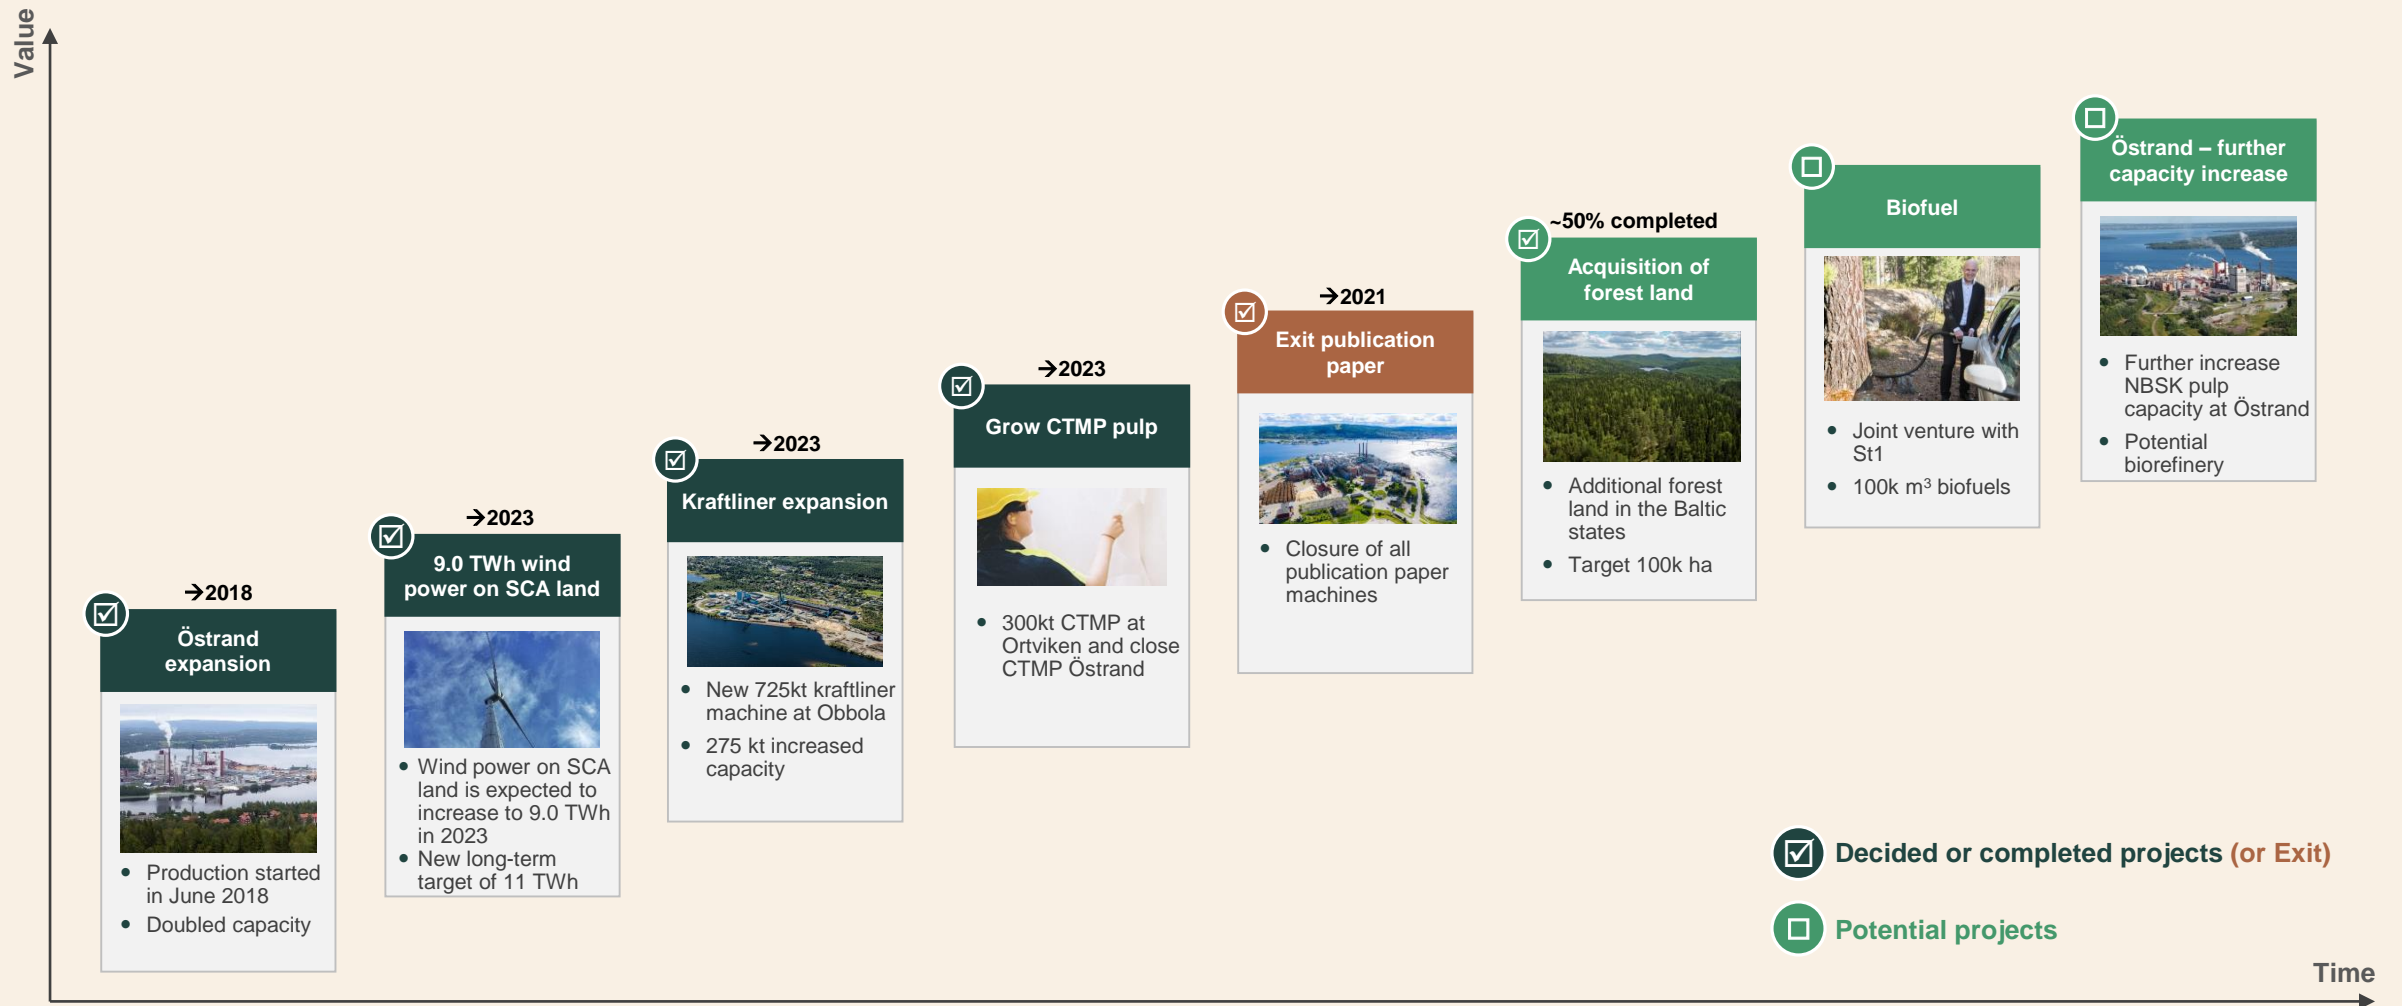 Value
→2018
Östrand
expansion
Production started
in June 2018
Doubled capacity
→2023
9.0 TWh wind
power on SCA land
Wind power on SCA
land is expected to
increase to 9.0 TWh
in 2023
New long-term
target of 11 TWh
→2023
Kraftliner expansion
New 725kt kraftliner
machine at Obbola
275 kt increased
capacity
→2023
Grow CTMP pulp
300kt CTMP at
Ortviken and close
CTMP Östrand
→2021
Exit publication
paper
Closure of all
publication paper
machines
~50% completed
Acquisition of
forest land
Additional forest
land in the Baltic
states
Target 100k ha
Biofuel
Joint venture with
St1
100k m³ biofuels
Östrand – further
capacity increase
Further increase
NBSK pulp
capacity at Östrand
Potential
biorefinery
Decided or completed projects (or Exit)
Potential projects
Time